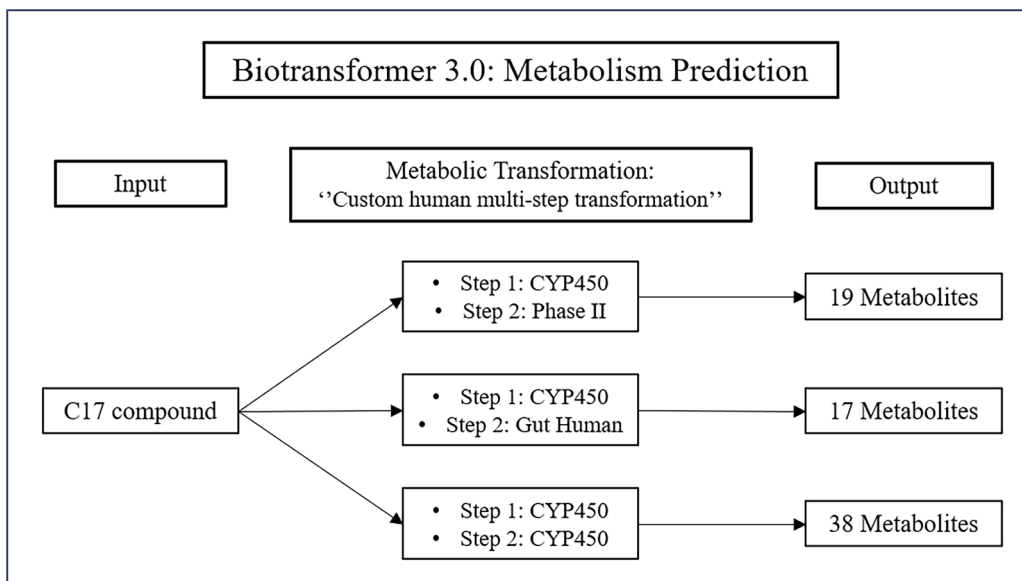 Biotransformer 3.0: Metabolism Prediction
Input
Metabolic Transformation:
‘’Custom human multi-step transformation’’
Output
• Step 1: CYP450
• Step 2: Phase II
19 Metabolites
C17 compound
• Step 1: CYP450
• Step 2: Gut Human
17 Metabolites
• Step 1: CYP450
• Step 2: CYP450
38 Metabolites